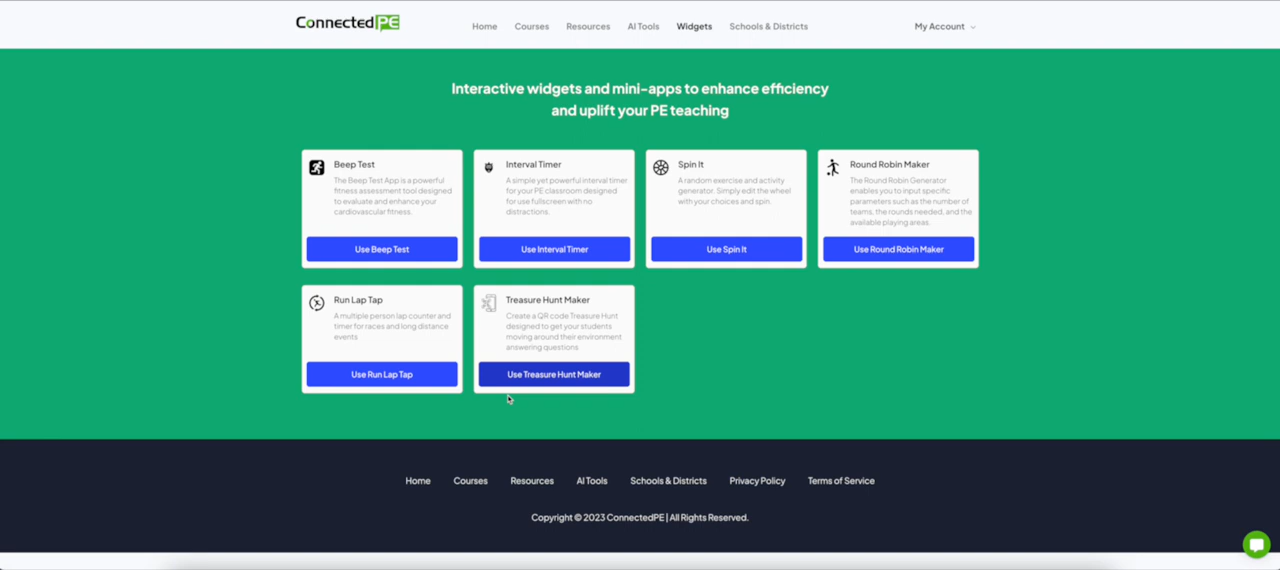 ConnectedPE
Home
Courses
Resources
AI Tools
Widgets
Schools & Districts
My Account
Interactive widgets and mini-apps to enhance efficiency
and uplift your PE teaching
Beep Test
The Beep Test App is a powerful
fitness assessment tool designed
to evaluate and enhance your
cardiovascular fitness.
Use Beep Test
Interval Timer
A simple yet powerful interval timer
for your PE classroom designed
for use fullscreen with no
distractions.
Use Interval Timer
Spin It
A random exercise and activity
generator. Simply edit the wheel
with your choices and spin.
Use Spin It
Round Robin Maker
The Round Robin Generator
enables you to input specific
parameters such as the number of
teams, the rounds needed, and the
available playing areas.
Use Round Robin Maker
Run Lap Tap
A multiple person lap counter and
timer for races and long distance
events
Use Run Lap Tap
Treasure Hunt Maker
Create a QR code Treasure Hunt
designed to get your students
moving around their environment
answering questions
Use Treasure Hunt Maker
Home
Courses
Resources
AI Tools
Schools & Districts
Privacy Policy
Terms of Service
Copyright © 2023 ConnectedPE | All Rights Reserved.